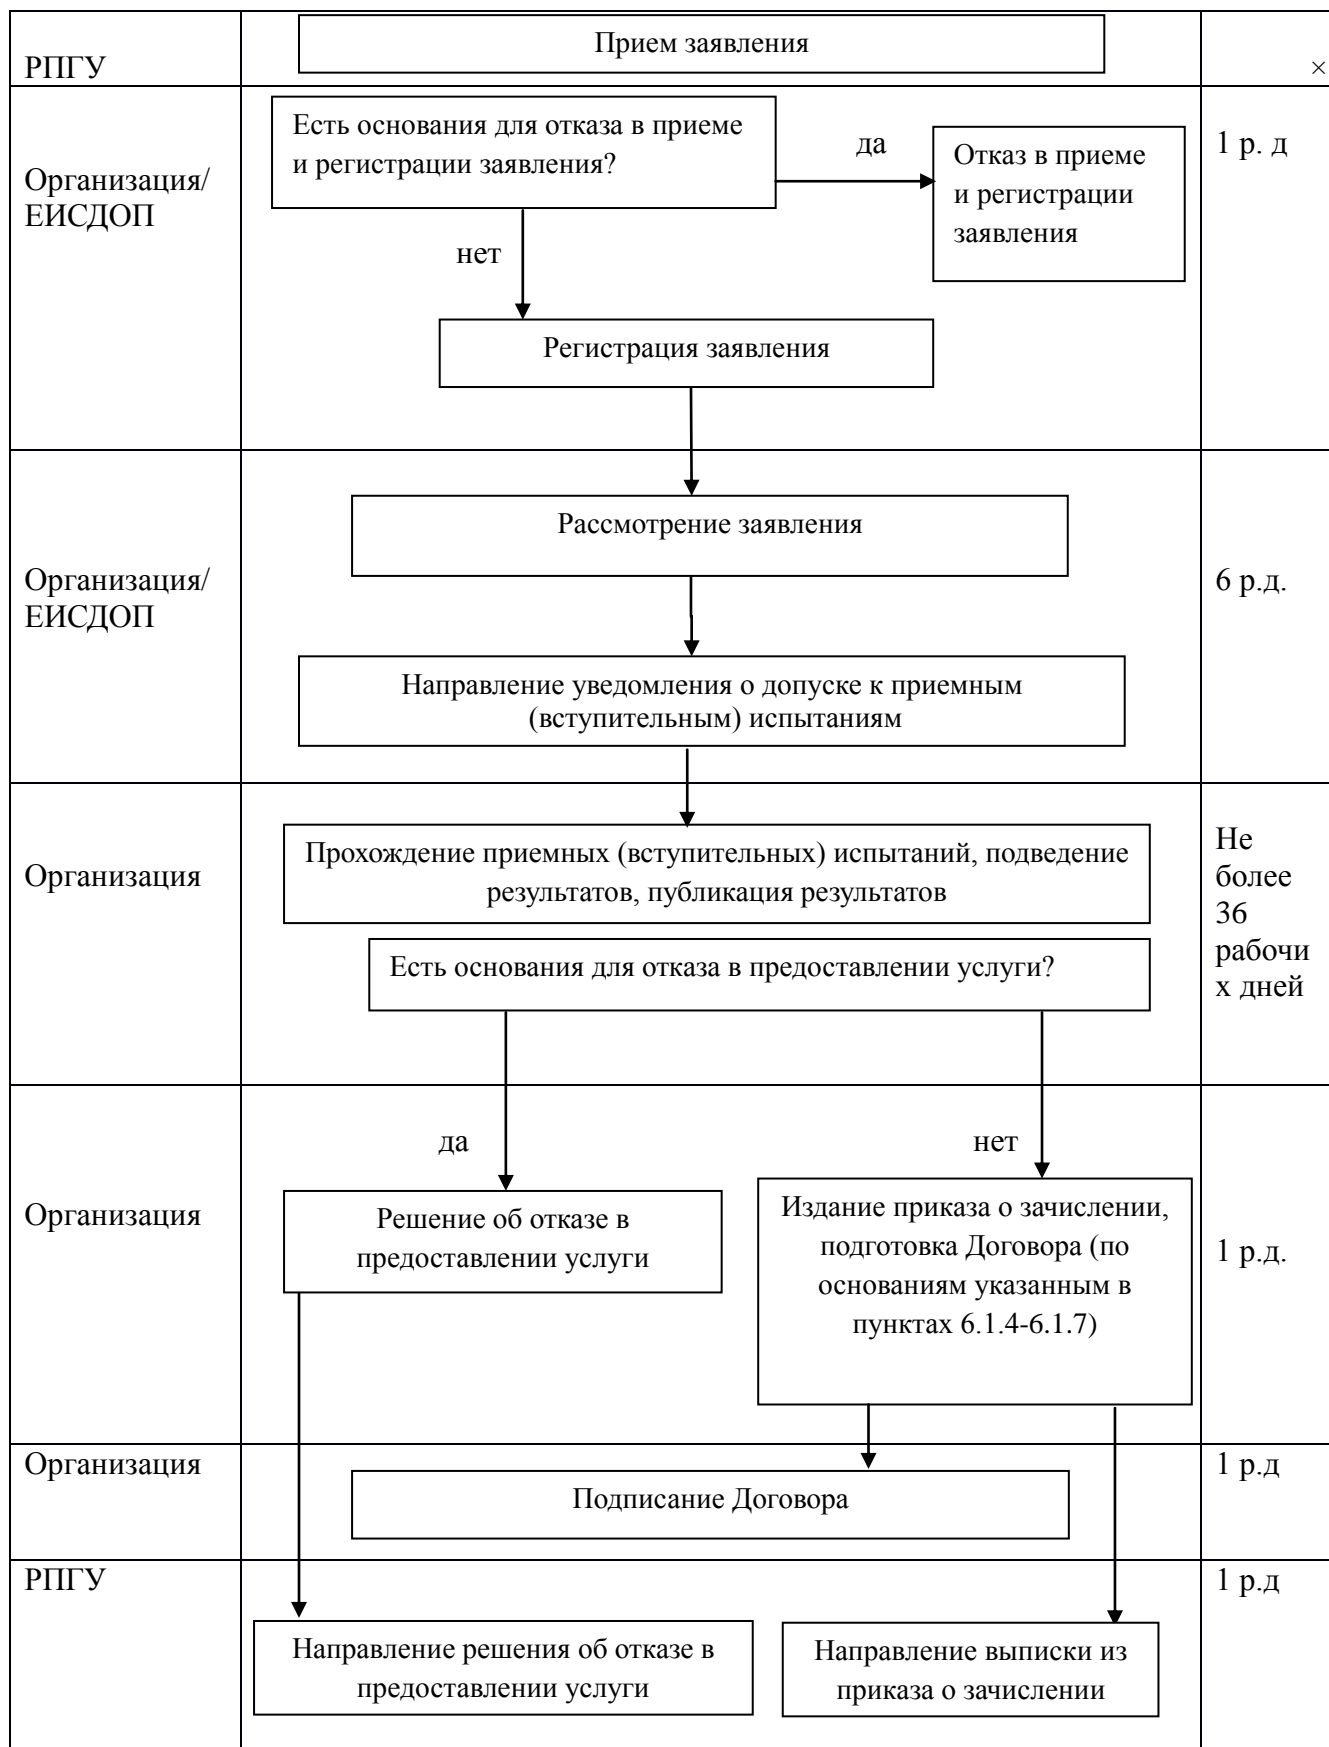 Прием заявления
РПГУ
×
Есть основания для отказа в приеме
и регистрации заявления?
да
Отказ в приеме
и регистрации
заявления
1 р. д
Организация/
ЕИСДОП
нет
Регистрация заявления
Рассмотрение заявления
Организация/
ЕИСДОП
6 р.д.
Направление уведомления о допуске к приемным
(вступительным) испытаниям
Организация
Прохождение приемных (вступительных) испытаний, подведение
результатов, публикация результатов
Не
более
36
рабочи
х дней
Есть основания для отказа в предоставлении услуги?
да
нет
Организация
Решение об отказе в
предоставлении услуги
Издание приказа о зачислении,
подготовка Договора (по
основаниям указанным в
пунктах 6.1.4-6.1.7)
1 р.д.
Организация
Подписание Договора
1 р.д
РПГУ
1 р.д
Направление решения об отказе в
предоставлении услуги
Направление выписки из
приказа о зачислении